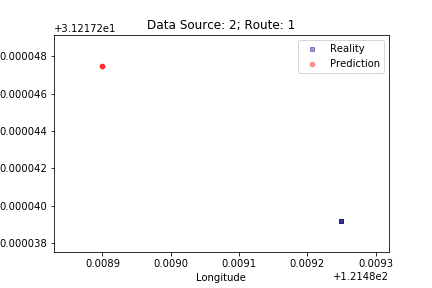 Data Source: 2; Route: 1
+3.12172e1
Reality
Prediction
0.000048
0.000046
0.000044
0.000042
0.000040
0.000038
0.0089 0.0090 0.0091 0.0092 0.0093
Longitude
+1.2148e2